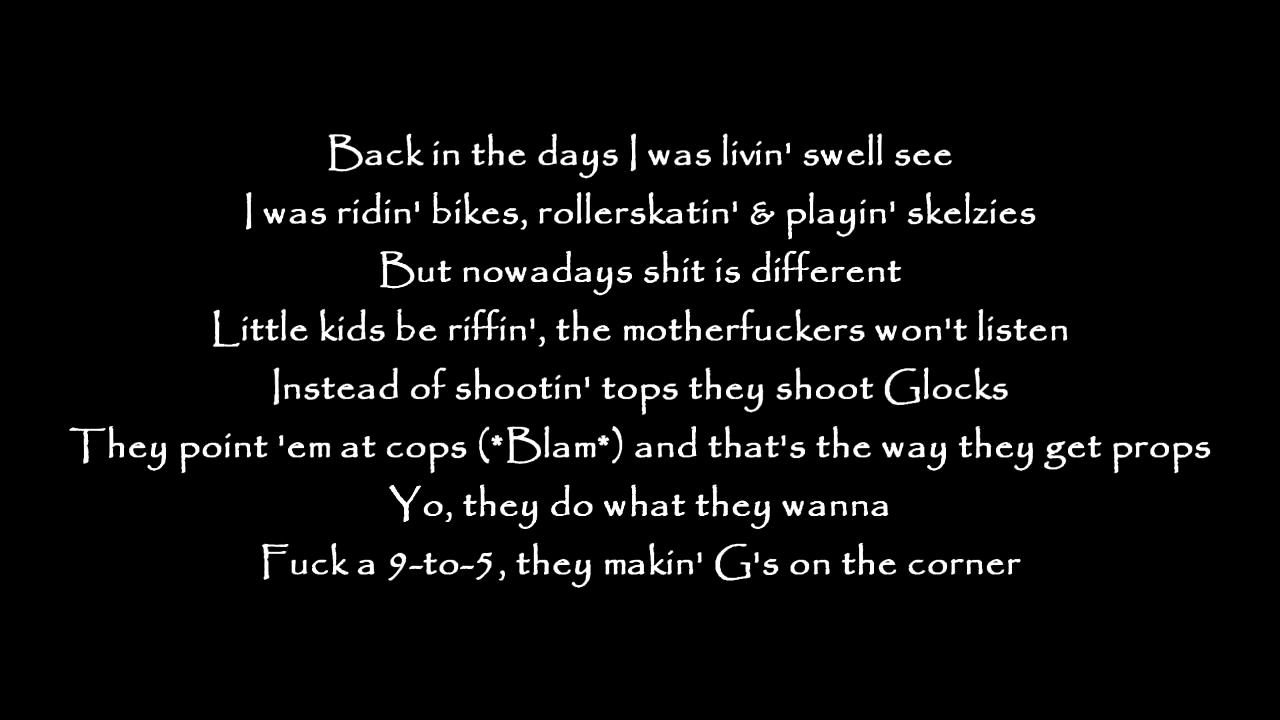 Back in the days I was livin' swell see
I was ridin' bikes, rollerskatin' & playin' skelzies
But nowadays shit is different
Little kids be riffin', the motherfuckers won't listen
Instead of shootin' tops they shoot Glocks
They point 'em at cops (*Blam*) and that's the way they get props
Yo, they do what they wanna
Fuck a 9-to-5, they makin' G's on the corner